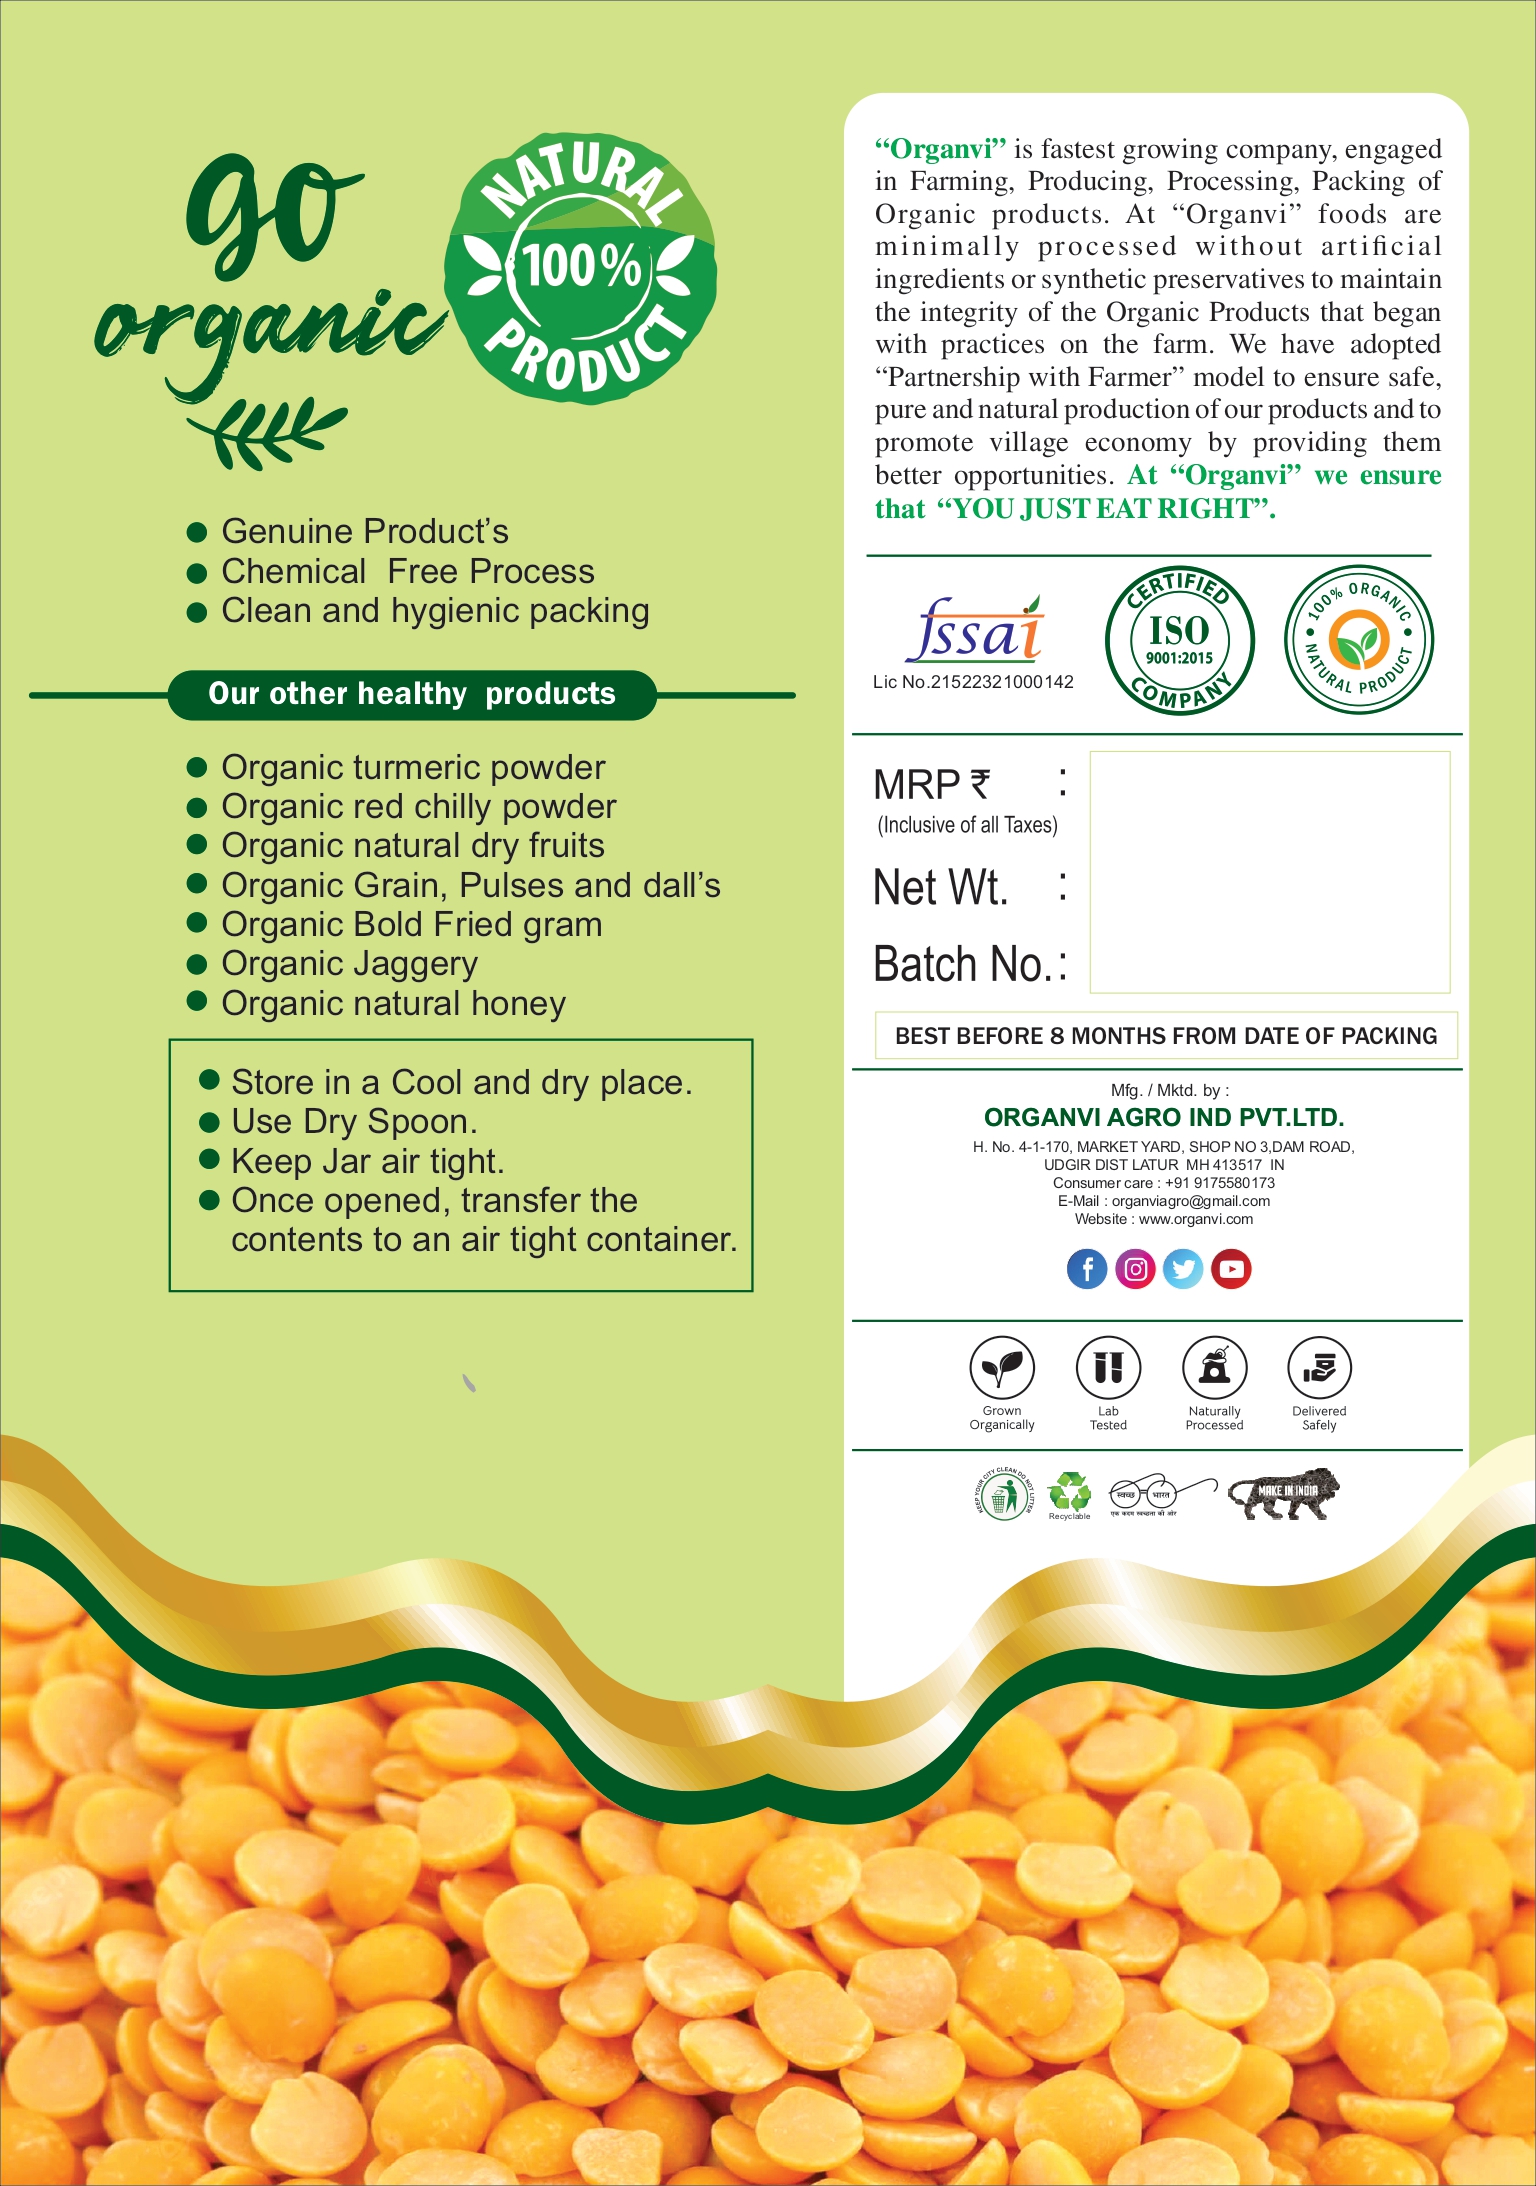 go
organic
NATURAL
100%
PRODUCT
Genuine Product’s
Chemical  Free Process
Clean and hygienic packing
Our other healthy  products
Organic turmeric powder
Organic red chilly powder
Organic natural dry fruits
Organic Grain, Pulses and dall’s
Organic Bold Fried gram
Organic Jaggery
Organic natural honey
Store in a Cool and dry place.
Use Dry Spoon.
Keep Jar air tight.
Once opened, transfer the
contents to an air tight container.
“Organvi” is fastest growing company, engaged
in Farming, Producing, Processing, Packing of
Organic products. At “Organvi” foods are
minimally processed without artificial
ingredients or synthetic preservatives to maintain
the integrity of the Organic Products that began
with practices on the farm. We have adopted
“Partnership with Farmer” model to ensure safe,
pure and natural production of our products and to
promote village economy by providing them
better opportunities. At “Organvi” we ensure
that “YOU JUST EAT RIGHT”.
fssai
Lic No.21522321000142
CERTIFIED
ISO
9001:2015
COMPANY
100% ORGANIC
NATURAL PRODUCT
MRP ₹ :
(Inclusive of all Taxes)
Net Wt. :
Batch No. :
BEST BEFORE 8 MONTHS FROM DATE OF PACKING
Mfg. / Mktd. by :
ORGANVI AGRO IND PVT.LTD.
H. No. 4-1-170, MARKET YARD, SHOP NO 3,DAM ROAD,
UDGIR DIST LATUR  MH 413517  IN
Consumer care : +91 9175580173
E-Mail : organviagro@gmail.com
Website : www.organvi.com
Grown
Organically
Lab
Tested
Naturally
Processed
Delivered
Safely
KEEP YOUR CITY CLEAN DO NOT LITTER
Recyclable
स्वच्छ भारत
एक कदम स्वच्छता की ओर
MAKE IN INDIA